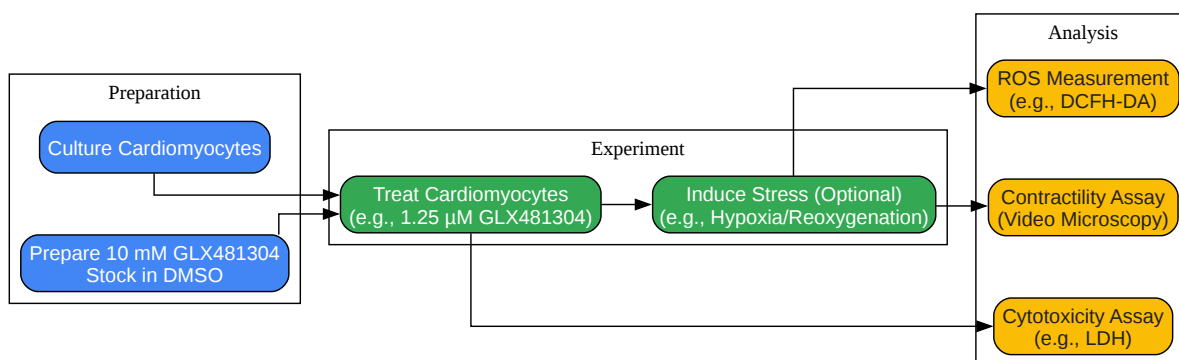 Preparation
Culture Cardiomyocytes
Prepare 10 mM GLX481304
Stock in DMSO
Experiment
Treat Cardiomyocytes
(e.g., 1.25 µM GLX481304)
Induce Stress (Optional)
(e.g., Hypoxia/Reoxygenation)
Analysis
ROS Measurement
(e.g., DCFH-DA)
Contractility Assay
(Video Microscopy)
Cytotoxicity Assay
(e.g., LDH)